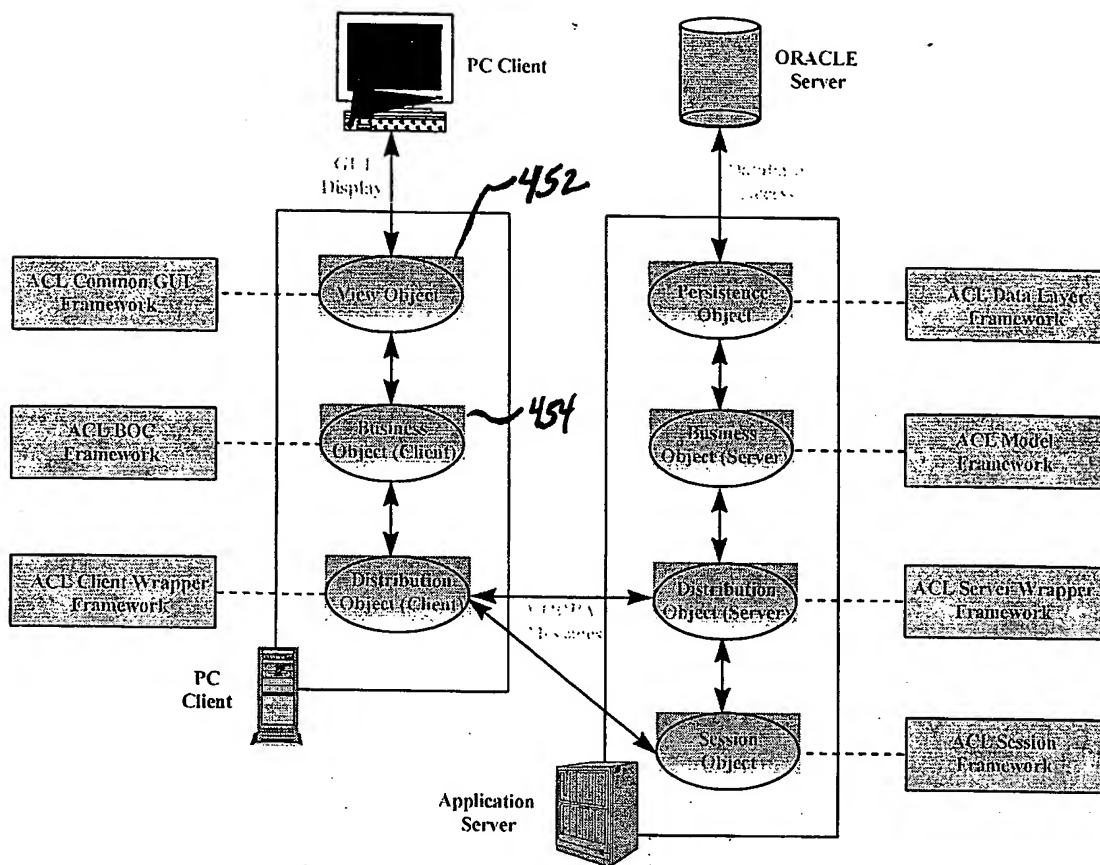 PC Client
ORACLE
Server
GUI
Display
452
ACL Common GUI
Framework
View Object
Persistence
Object
ACL Data Layer
Framework
454
ACL BOC
Framework
Business
Object (Client)
Business
Object (Server)
ACL Model
Framework
ACL Client Wrapper
Framework
Distribution
Object (Client)
Distribution
Object (Server)
ACL Server Wrapper
Framework
PC
Client
Session
Object
ACL Session
Framework
Application
Server